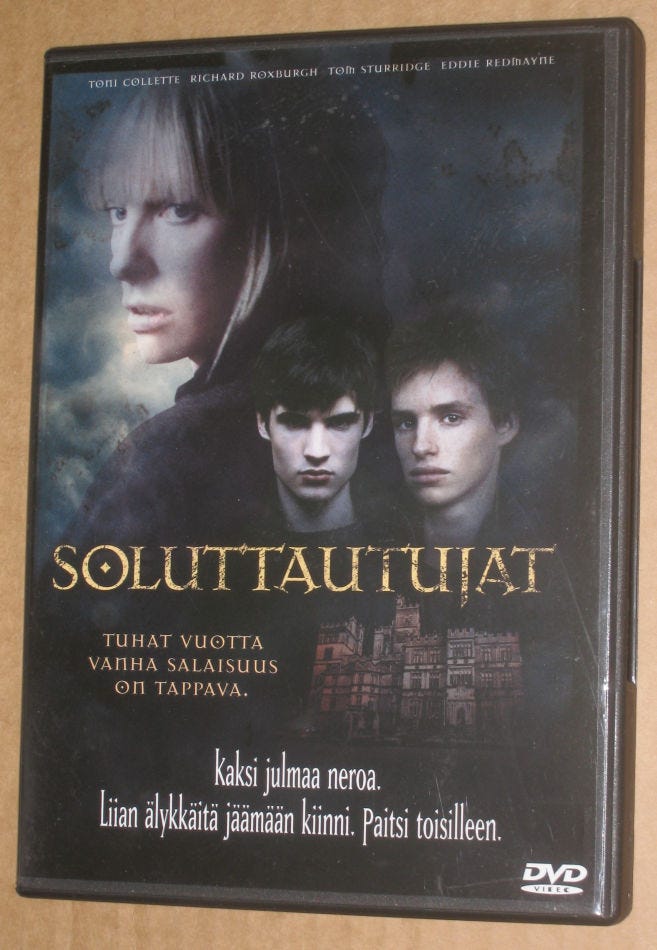 TONI COLLETTE RICHARD ROXBURGH TOM STURRIDGE EDDIE REDMAYNE
SOLUTTAUTUJAT
TUHAT VUOTTA
VANHA SALAISUUS
ON TAPPAVA.
Kaksi julmaa neroa.
Liian älykkäitä jäämään kiinni. Paitsi toisilleen.
DVD
VIDEO